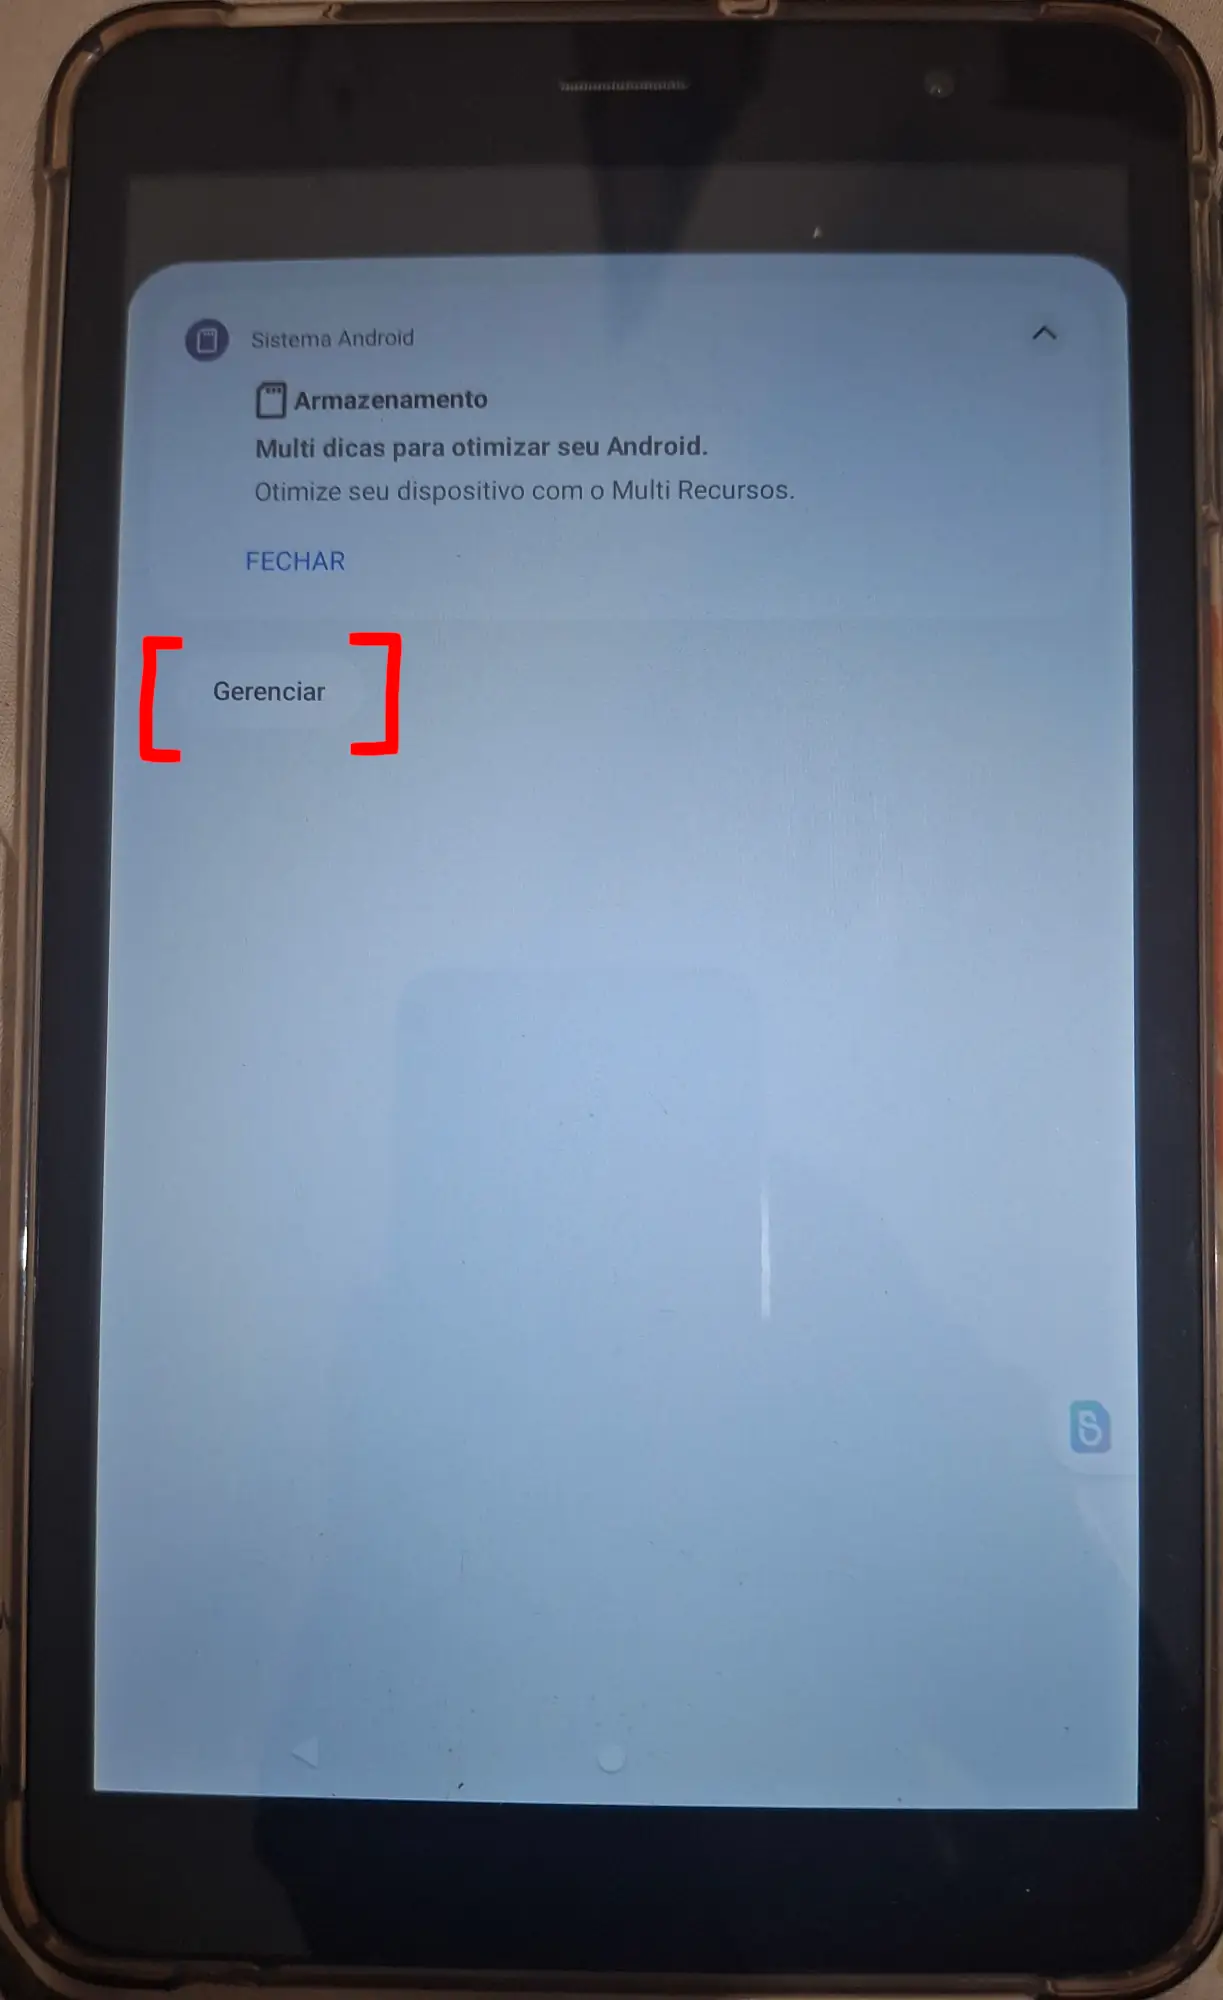 Sistema Android
Armazenamento
Multi dicas para otimizar seu Android.
Otimize seu dispositivo com o Multi Recursos.
FECHAR
Gerenciar